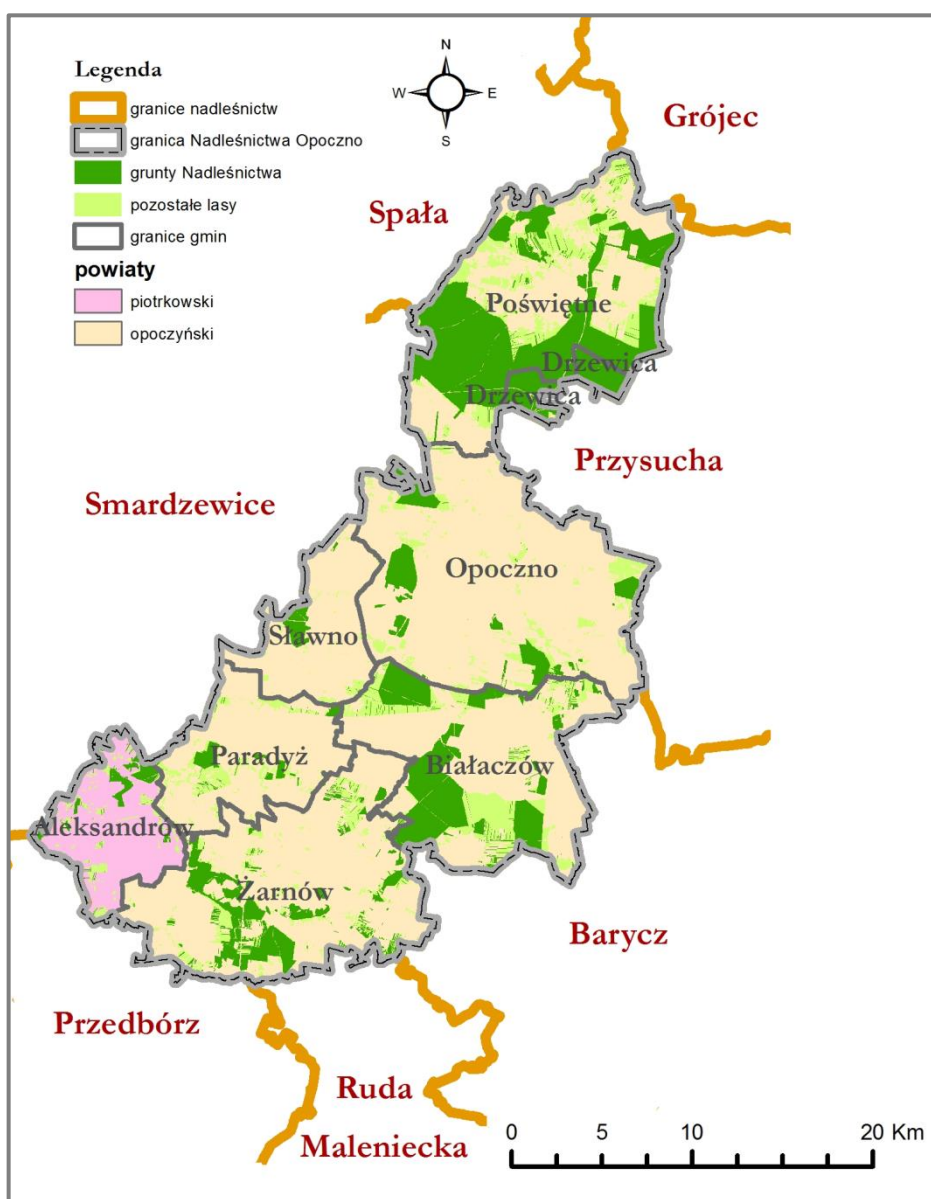 Legenda
granice nadleśnictw
granica Nadleśnictwa Opoczno
grunty Nadleśnictwa
pozostałe lasy
granice gmin
powiaty
piotrkowski
opoczyński
N
W E
S
Grójec
Spała
Poświętne
Drzewica
Drzewica
Przysucha
Smardzewice
Opoczno
Sławno
Paradyż
Białaczów
Aleksandrów
Żarnów
Barycz
Przedbórz
Ruda
Maleniecka
0 5 10 20 Km